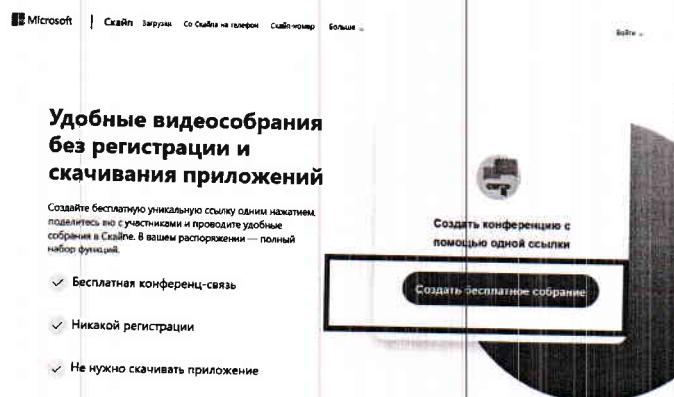 Microsoft | Скайп Загрузки Со Скайпа на телефон Скайп-номер Больше
Войти
Удобные видеособрания
без регистрации и
скачивания приложений
Создайте бесплатную уникальную ссылку одним нажатием,
поделитесь ею с участниками и проводите удобные
собрания в Скайпе. В вашем распоряжении — полный
набор функций.
Создать конференцию с
помощью одной ссылки
Создать бесплатное собрание
Бесплатная конференц-связь
Никакой регистрации
Не нужно скачивать приложение